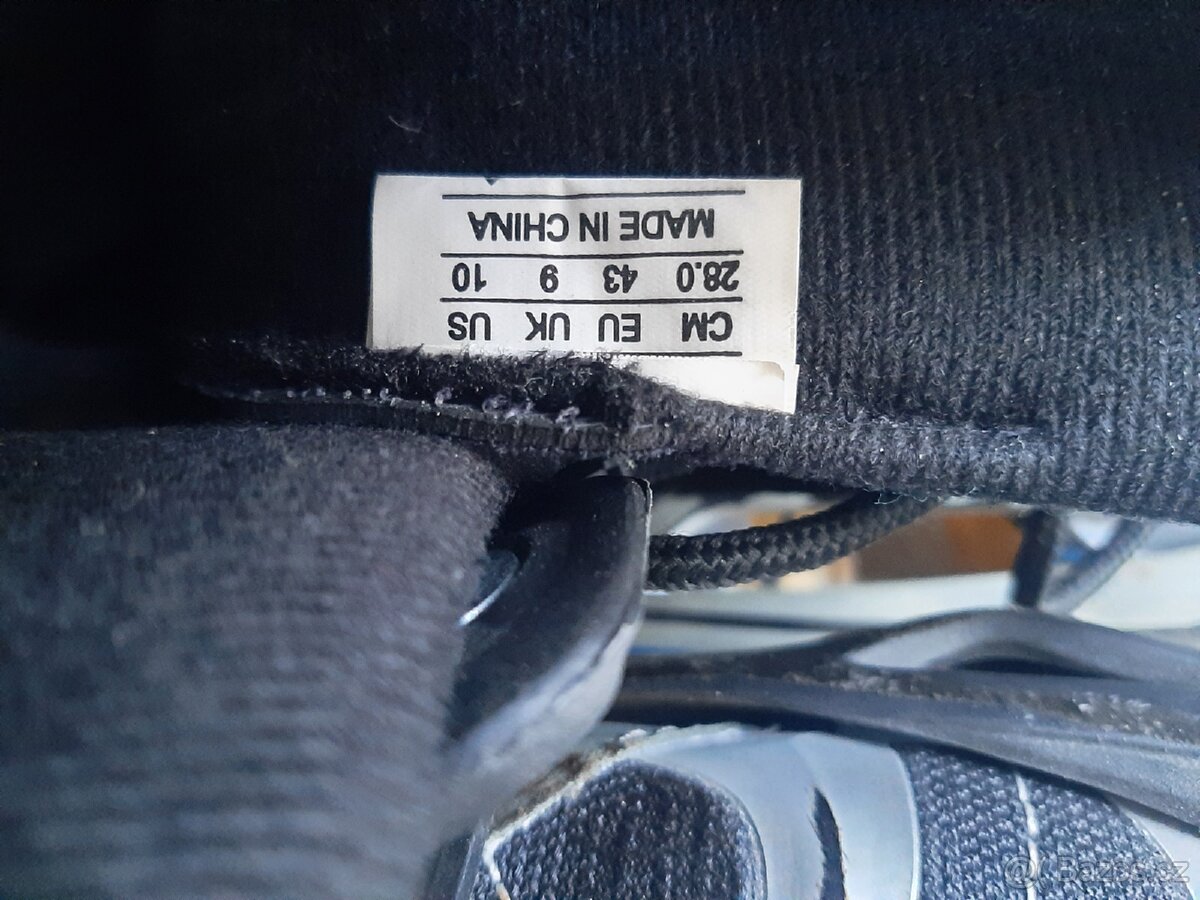 CM EU UK US
28.0 43 9 10
MADE IN CHINA
Bazos.cz